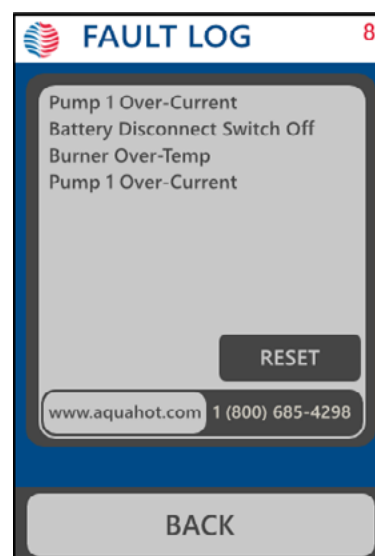 FAULT LOG 8
Pump 1 Over-Current
Battery Disconnect Switch Off
Burner Over-Temp
Pump 1 Over-Current
RESET
www.aquahot.com 1 (800) 685-4298
BACK